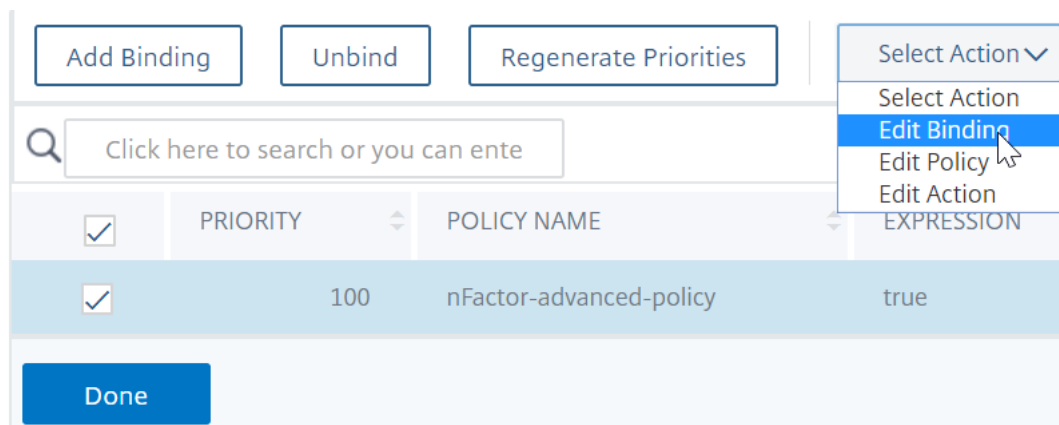 Add Binding Unbind Regenerate Priorities Select Action
Select Action
Edit Binding
Edit Policy
Edit Action
Click here to search or you can ente
PRIORITY POLICY NAME EXPRESSION
100 nFactor-advanced-policy true
Done